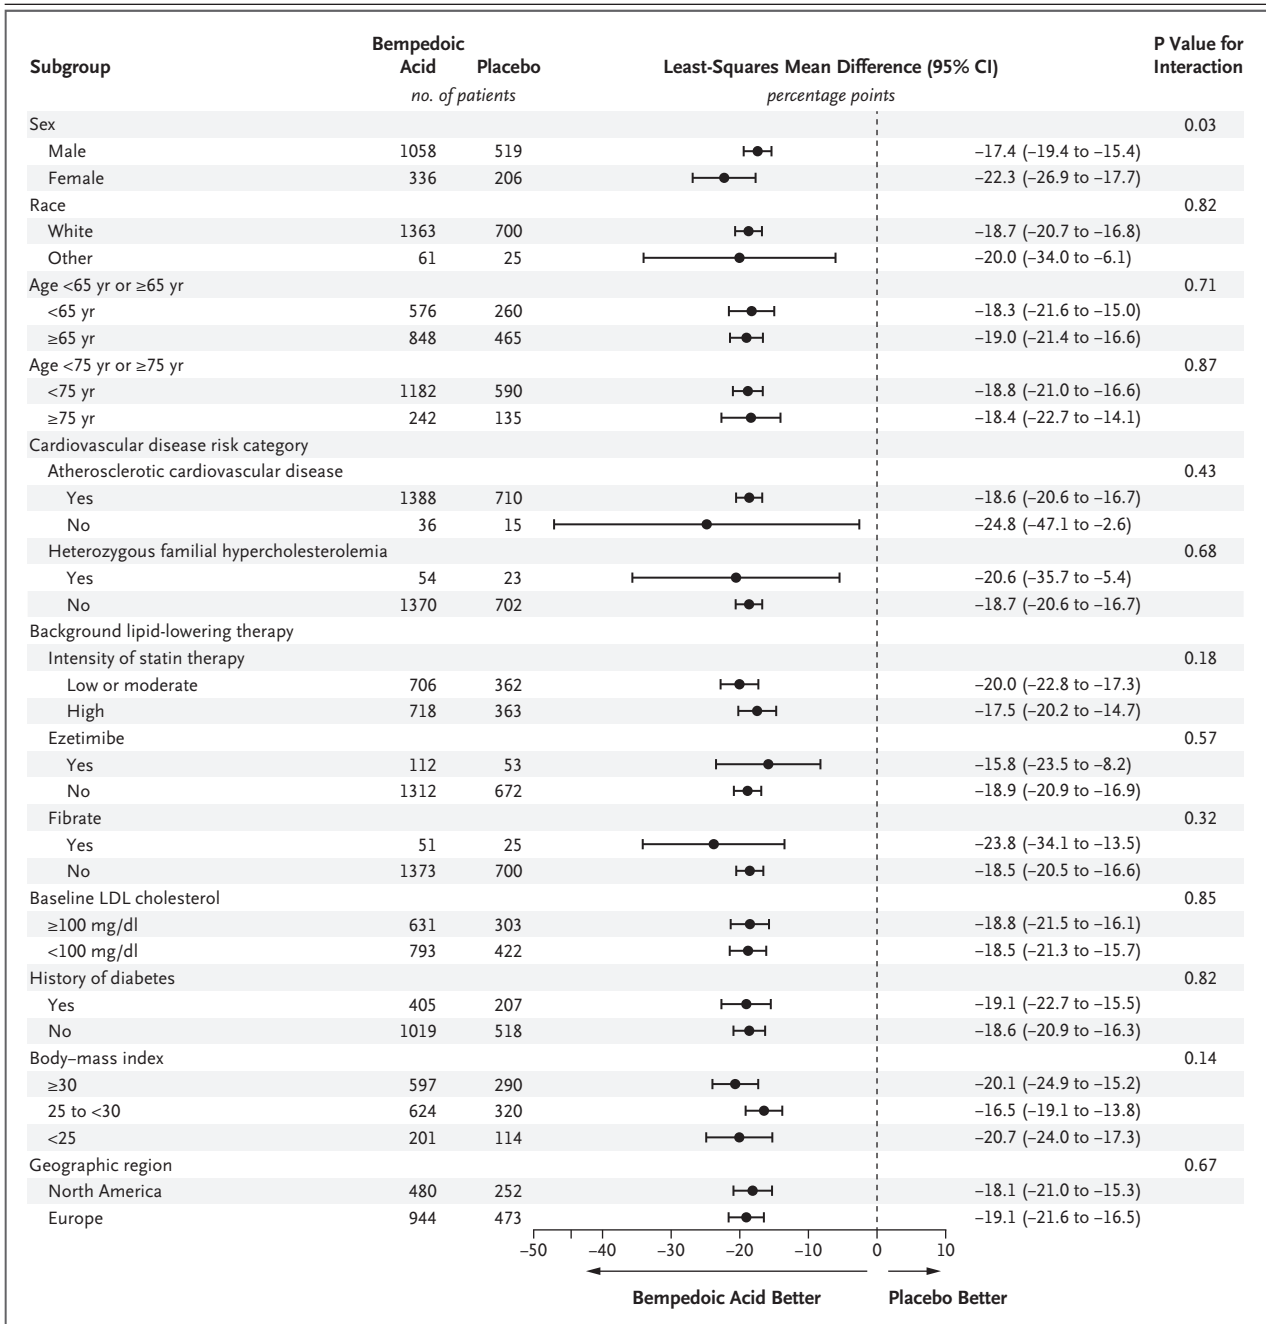 Subgroup Bempedoic Acid Placebo Least-Squares Mean Difference (95% CI) P Value for Interaction
no. of patients percentage points
Sex 0.03
Male 1058 519 –17.4 (–19.4 to –15.4)
Female 336 206 –22.3 (–26.9 to –17.7)
Race 0.82
White 1363 700 –18.7 (–20.7 to –16.8)
Other 61 25 –20.0 (–34.0 to –6.1)
Age <65 yr or ≥65 yr 0.71
<65 yr 576 260 –18.3 (–21.6 to –15.0)
≥65 yr 848 465 –19.0 (–21.4 to –16.6)
Age <75 yr or ≥75 yr 0.87
<75 yr 1182 590 –18.8 (–21.0 to –16.6)
≥75 yr 242 135 –18.4 (–22.7 to –14.1)
Cardiovascular disease risk category
Atherosclerotic cardiovascular disease 0.43
Yes 1388 710 –18.6 (–20.6 to –16.7)
No 36 15 –24.8 (–47.1 to –2.6)
Heterozygous familial hypercholesterolemia 0.68
Yes 54 23 –20.6 (–35.7 to –5.4)
No 1370 702 –18.7 (–20.6 to –16.7)
Background lipid-lowering therapy
Intensity of statin therapy 0.18
Low or moderate 706 362 –20.0 (–22.8 to –17.3)
High 718 363 –17.5 (–20.2 to –14.7)
Ezetimibe 0.57
Yes 112 53 –15.8 (–23.5 to –8.2)
No 1312 672 –18.9 (–20.9 to –16.9)
Fibrate 0.32
Yes 51 25 –23.8 (–34.1 to –13.5)
No 1373 700 –18.5 (–20.5 to –16.6)
Baseline LDL cholesterol 0.85
≥100 mg/dl 631 303 –18.8 (–21.5 to –16.1)
<100 mg/dl 793 422 –18.5 (–21.3 to –15.7)
History of diabetes 0.82
Yes 405 207 –19.1 (–22.7 to –15.5)
No 1019 518 –18.6 (–20.9 to –16.3)
Body–mass index 0.14
≥30 597 290 –20.1 (–24.9 to –15.2)
25 to <30 624 320 –16.5 (–19.1 to –13.8)
<25 201 114 –20.7 (–24.0 to –17.3)
Geographic region 0.67
North America 480 252 –18.1 (–21.0 to –15.3)
Europe 944 473 –19.1 (–21.6 to –16.5)
–50 –40 –30 –20 –10 0 10
Bempedoic Acid Better Placebo Better